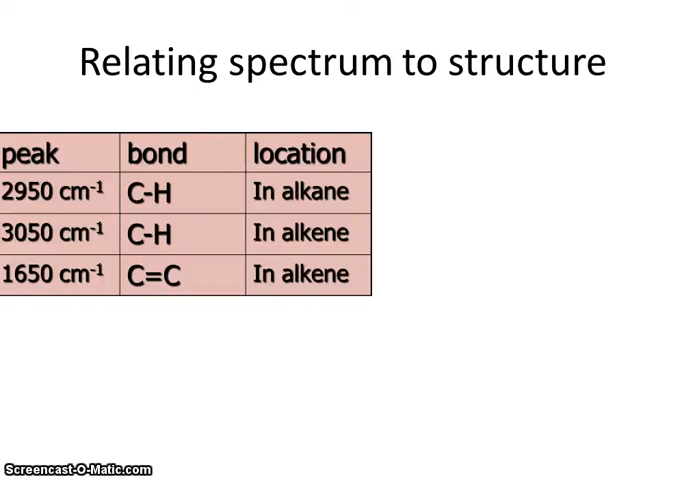 Relating spectrum to structure
peak bond location
2950 cm⁻¹ C-H In alkane
3050 cm⁻¹ C-H In alkene
1650 cm⁻¹ C=C In alkene
Screencast-O-Matic.com